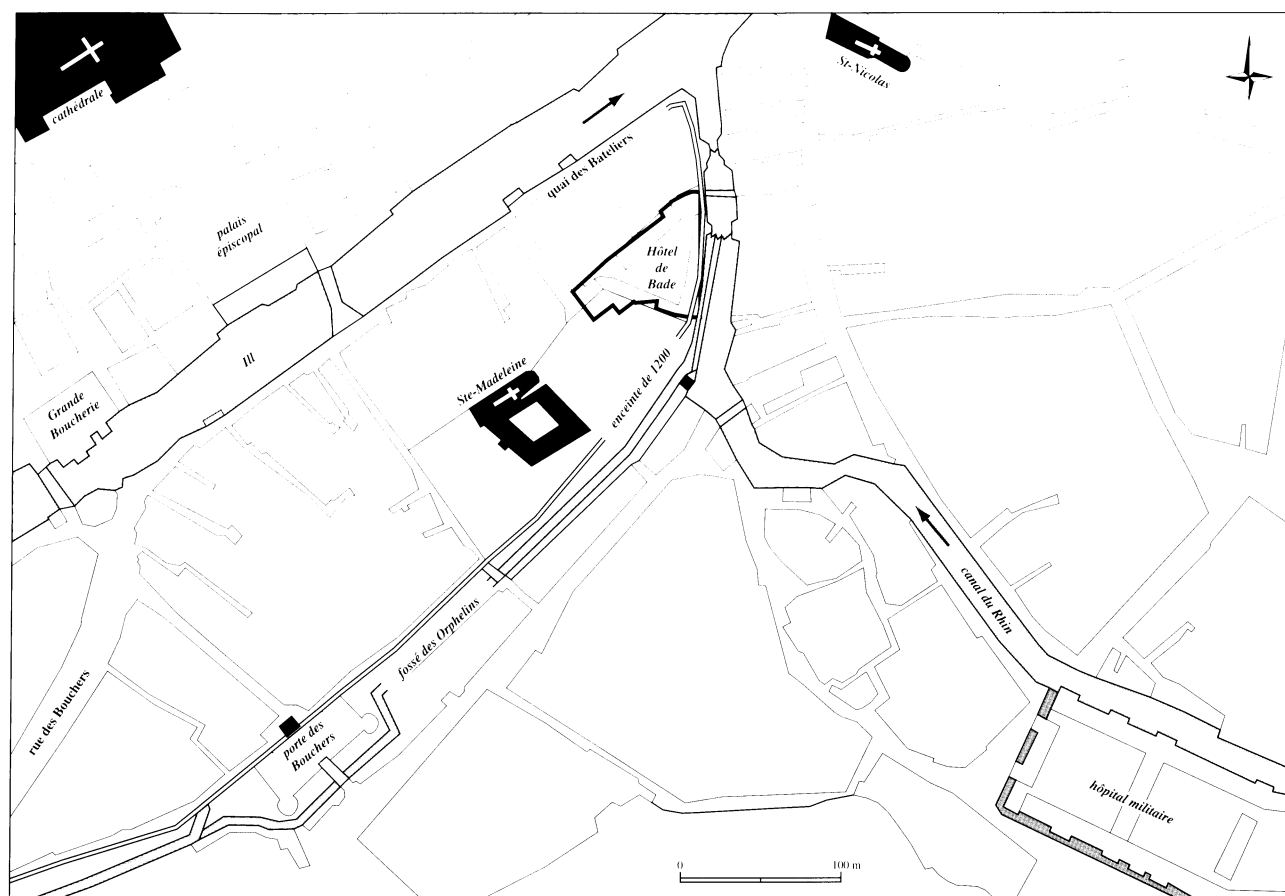 cathédrale
St-Nicolas
quai des Bateliers
palais
épiscopal
Hôtel
de
Bade
Ill
Ste-Madeleine
enceinte de 1200
Grande
Boucherie
canal du Rhin
fossé des Orphelins
rue des Bouchers
porte des
Bouchers
hôpital militaire
0 100 m